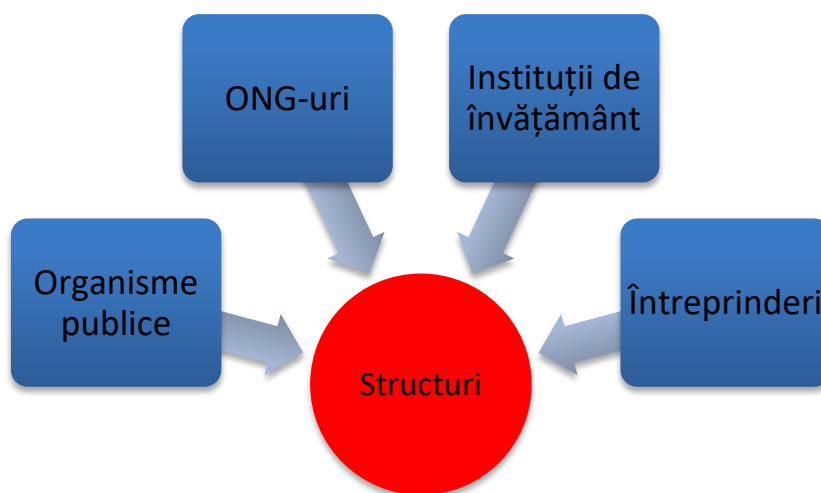 ONG-uri
Instituții de
învățământ
Organisme
publice
Întreprinderi
Structuri